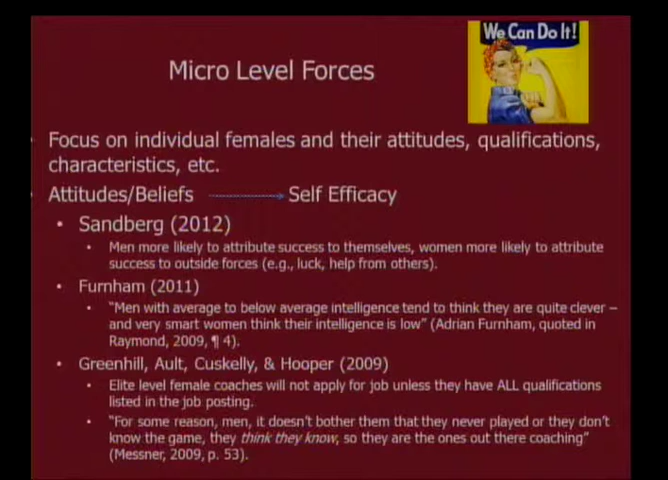 We Can Do It!
Micro Level Forces
Focus on individual females and their attitudes, qualifications,
characteristics, etc.
Attitudes/Beliefs → Self Efficacy
• Sandberg (2012)
• Men more likely to attribute success to themselves, women more likely to attribute
success to outside forces (e.g., luck, help from others).
• Furnham (2011)
• “Men with average to below average intelligence tend to think they are quite clever –
and very smart women think their intelligence is low” (Adrian Furnham, quoted in
Raymond, 2009, ¶ 4).
• Greenhill, Ault, Cuskelly, & Hooper (2009)
• Elite level female coaches will not apply for job unless they have ALL qualifications
listed in the job posting.
• “For some reason, men, it doesn’t bother them that they never played or they don’t
know the game, they think they know, so they are the ones out there coaching”
(Messner, 2009, p. 53).